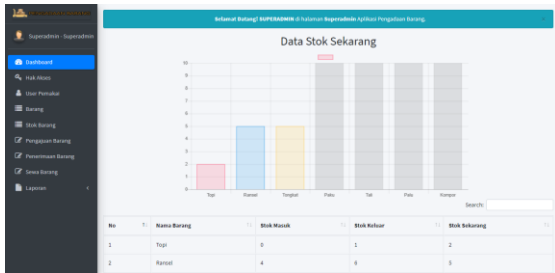 Selamat Datang! SUPERADMIN di halaman Superadmin Aplikasi Pengadaan Barang.
Superadmin - Superadmin
Dashboard
Hak Akses
User Pemakai
Barang
Stok Barang
Pengajuan Barang
Penerimaan Barang
Sewa Barang
Laporan
Data Stok Sekarang
10
9
8
7
6
5
4
3
2
1
0
Topi Ransel Tongkat Paku Tali Palu Kompor
Search:
No Nama Barang Stok Masuk Stok Keluar Stok Sekarang
1 Topi 0 1 2
2 Ransel 4 6 5